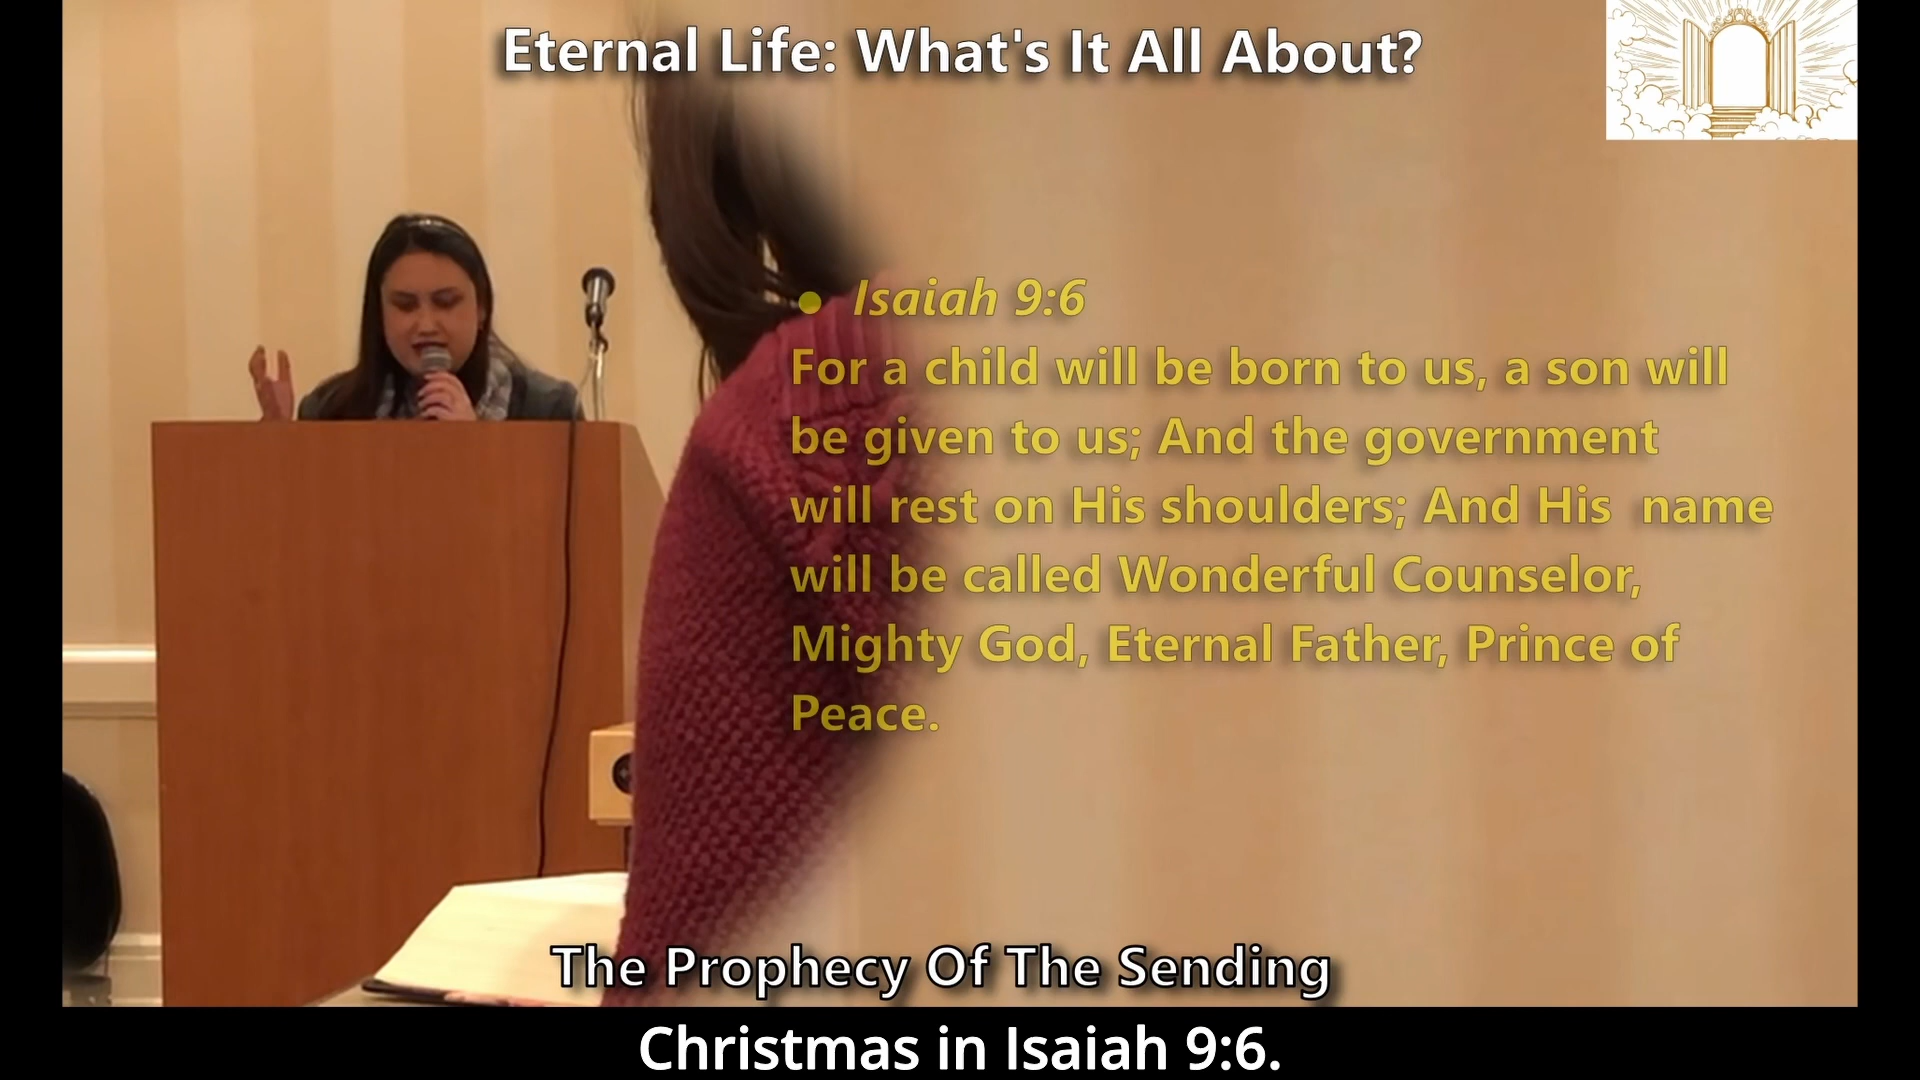 Eternal Life: What's It All About?
• Isaiah 9:6
For a child will be born to us, a son will
be given to us; And the government
will rest on His shoulders; And His  name
will be called Wonderful Counselor,
Mighty God, Eternal Father, Prince of
Peace.
The Prophecy Of The Sending
Christmas in Isaiah 9:6.